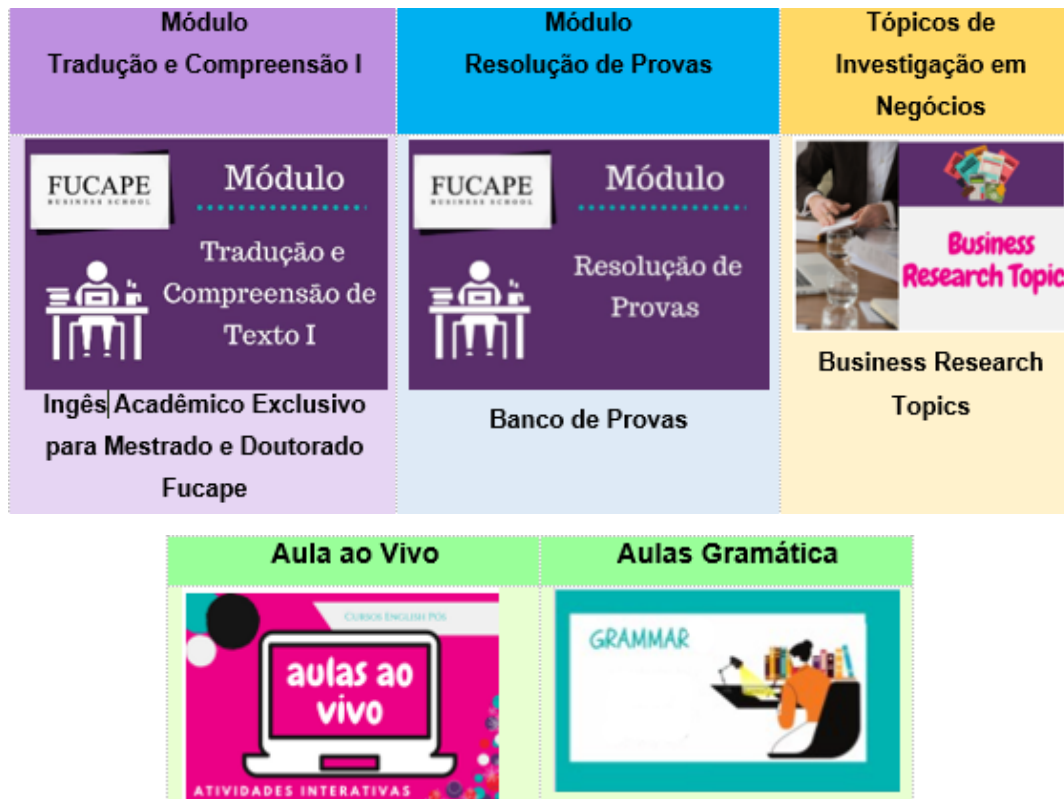 Módulo
Tradução e Compreensão I
Módulo
Resolução de Provas
Tópicos de
Investigação em
Negócios
FUCAPE
BUSINESS SCHOOL
Módulo
Tradução e
Compreensão de
Texto I
Ingês Acadêmico Exclusivo
para Mestrado e Doutorado
Fucape
FUCAPE
BUSINESS SCHOOL
Módulo
Resolução de
Provas
Banco de Provas
Business
Research Topic
Business Research
Topics
Aula ao Vivo
Aulas Gramática
CURSOS ENGLISH PÓS
aulas ao
vivo
ATIVIDADES INTERATIVAS
GRAMMAR